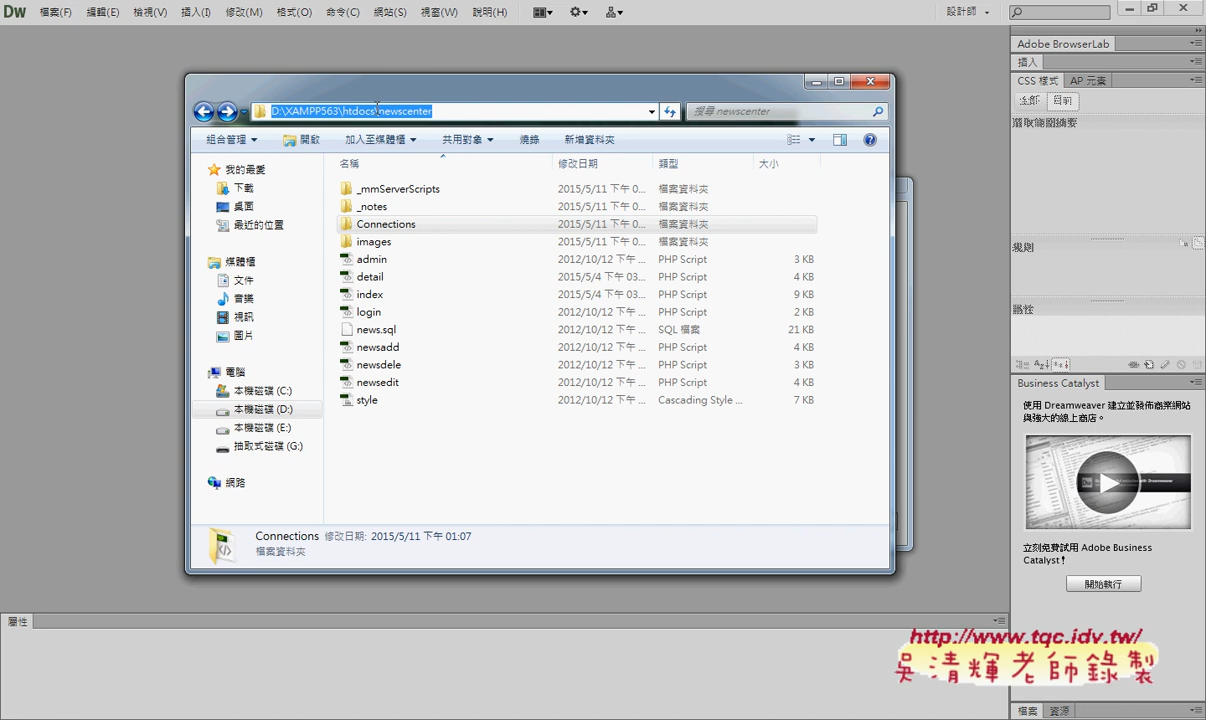 Dw 檔案(F) 編輯(E) 檢視(V) 插入(I) 修改(M) 格式(O) 命令(C) 網站(S) 視窗(W) 說明(H) 設計師
Adobe BrowserLab
插入
CSS 樣式 AP 元素
全部 目前
規則
屬性
Business Catalyst
使用 Dreamweaver 建立並發佈商業網站
與強大的線上商店。
立刻免費試用 Adobe Business
Catalyst！
開始執行
檔案 資源
D:\XAMPP563\htdocs\newscenter 搜尋 newscenter
組合管理 開啟 加入至媒體櫃 共用對象 燒錄 新增資料夾
我的最愛
下載
桌面
最近的位置
媒體櫃
文件
音樂
視訊
圖片
電腦
本機磁碟 (C:)
本機磁碟 (D:)
本機磁碟 (E:)
抽取式磁碟 (G:)
網路
名稱 修改日期 類型 大小
_mmServerScripts 2015/5/11 下午 0... 檔案資料夾
_notes 2015/5/11 下午 0... 檔案資料夾
Connections 2015/5/11 下午 0... 檔案資料夾
images 2015/5/11 下午 0... 檔案資料夾
admin 2012/10/12 下午 ... PHP Script 3 KB
detail 2015/5/4 下午 03... PHP Script 4 KB
index 2015/5/4 下午 03... PHP Script 9 KB
login 2012/10/12 下午 ... PHP Script 2 KB
news.sql 2012/10/12 下午 ... SQL 檔案 21 KB
newsadd 2012/10/12 下午 ... PHP Script 4 KB
newsdele 2012/10/12 下午 ... PHP Script 4 KB
newsedit 2012/10/12 下午 ... PHP Script 4 KB
style 2012/10/12 下午 ... Cascading Style ... 7 KB
Connections 修改日期: 2015/5/11 下午 01:07
檔案資料夾
屬性
http://www.tqc.idv.tw/
吳清輝老師錄製